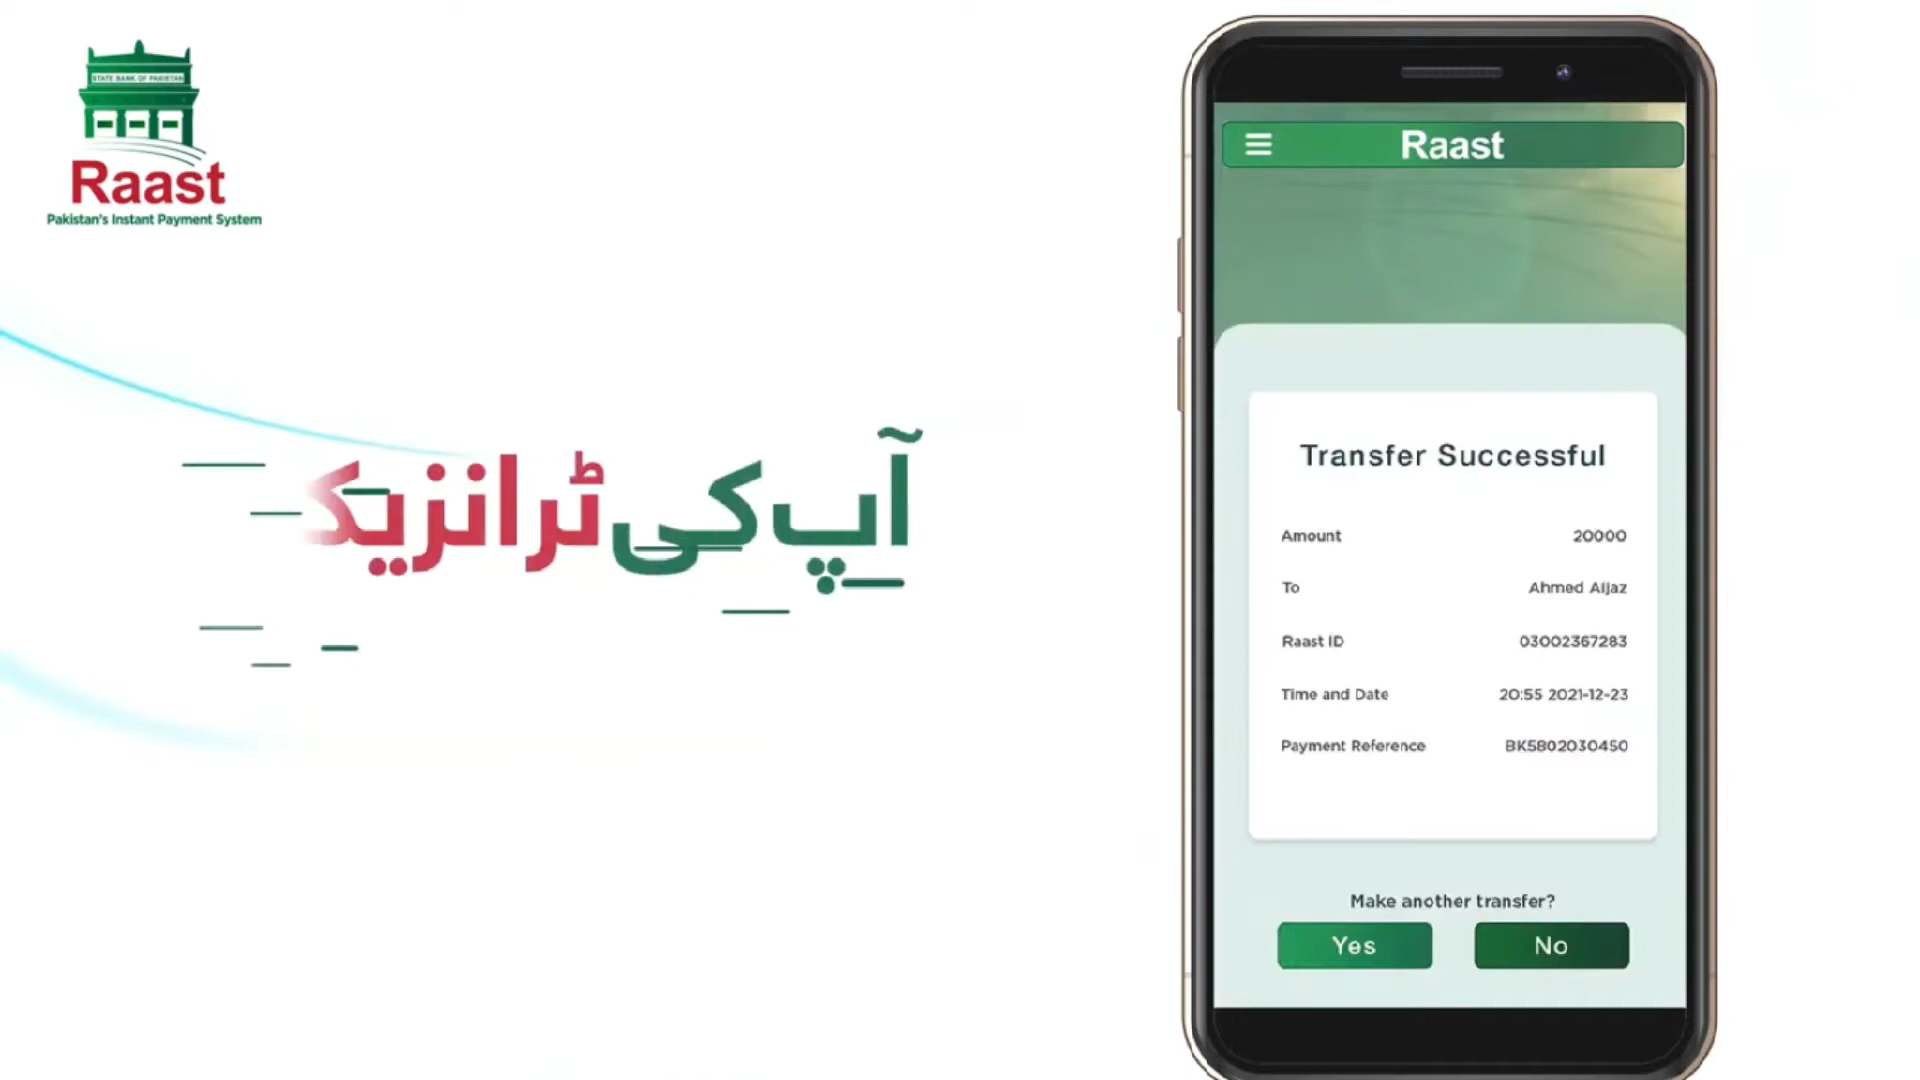 STATE BANK OF PAKISTAN
Raast
Pakistan's Instant Payment System
آپ کی ٹرانزیک
Raast
Transfer Successful
Amount 20000
To Ahmed Aijaz
Raast ID 03002367283
Time and Date 20:55 2021-12-23
Payment Reference BK5802030450
Make another transfer?
Yes No